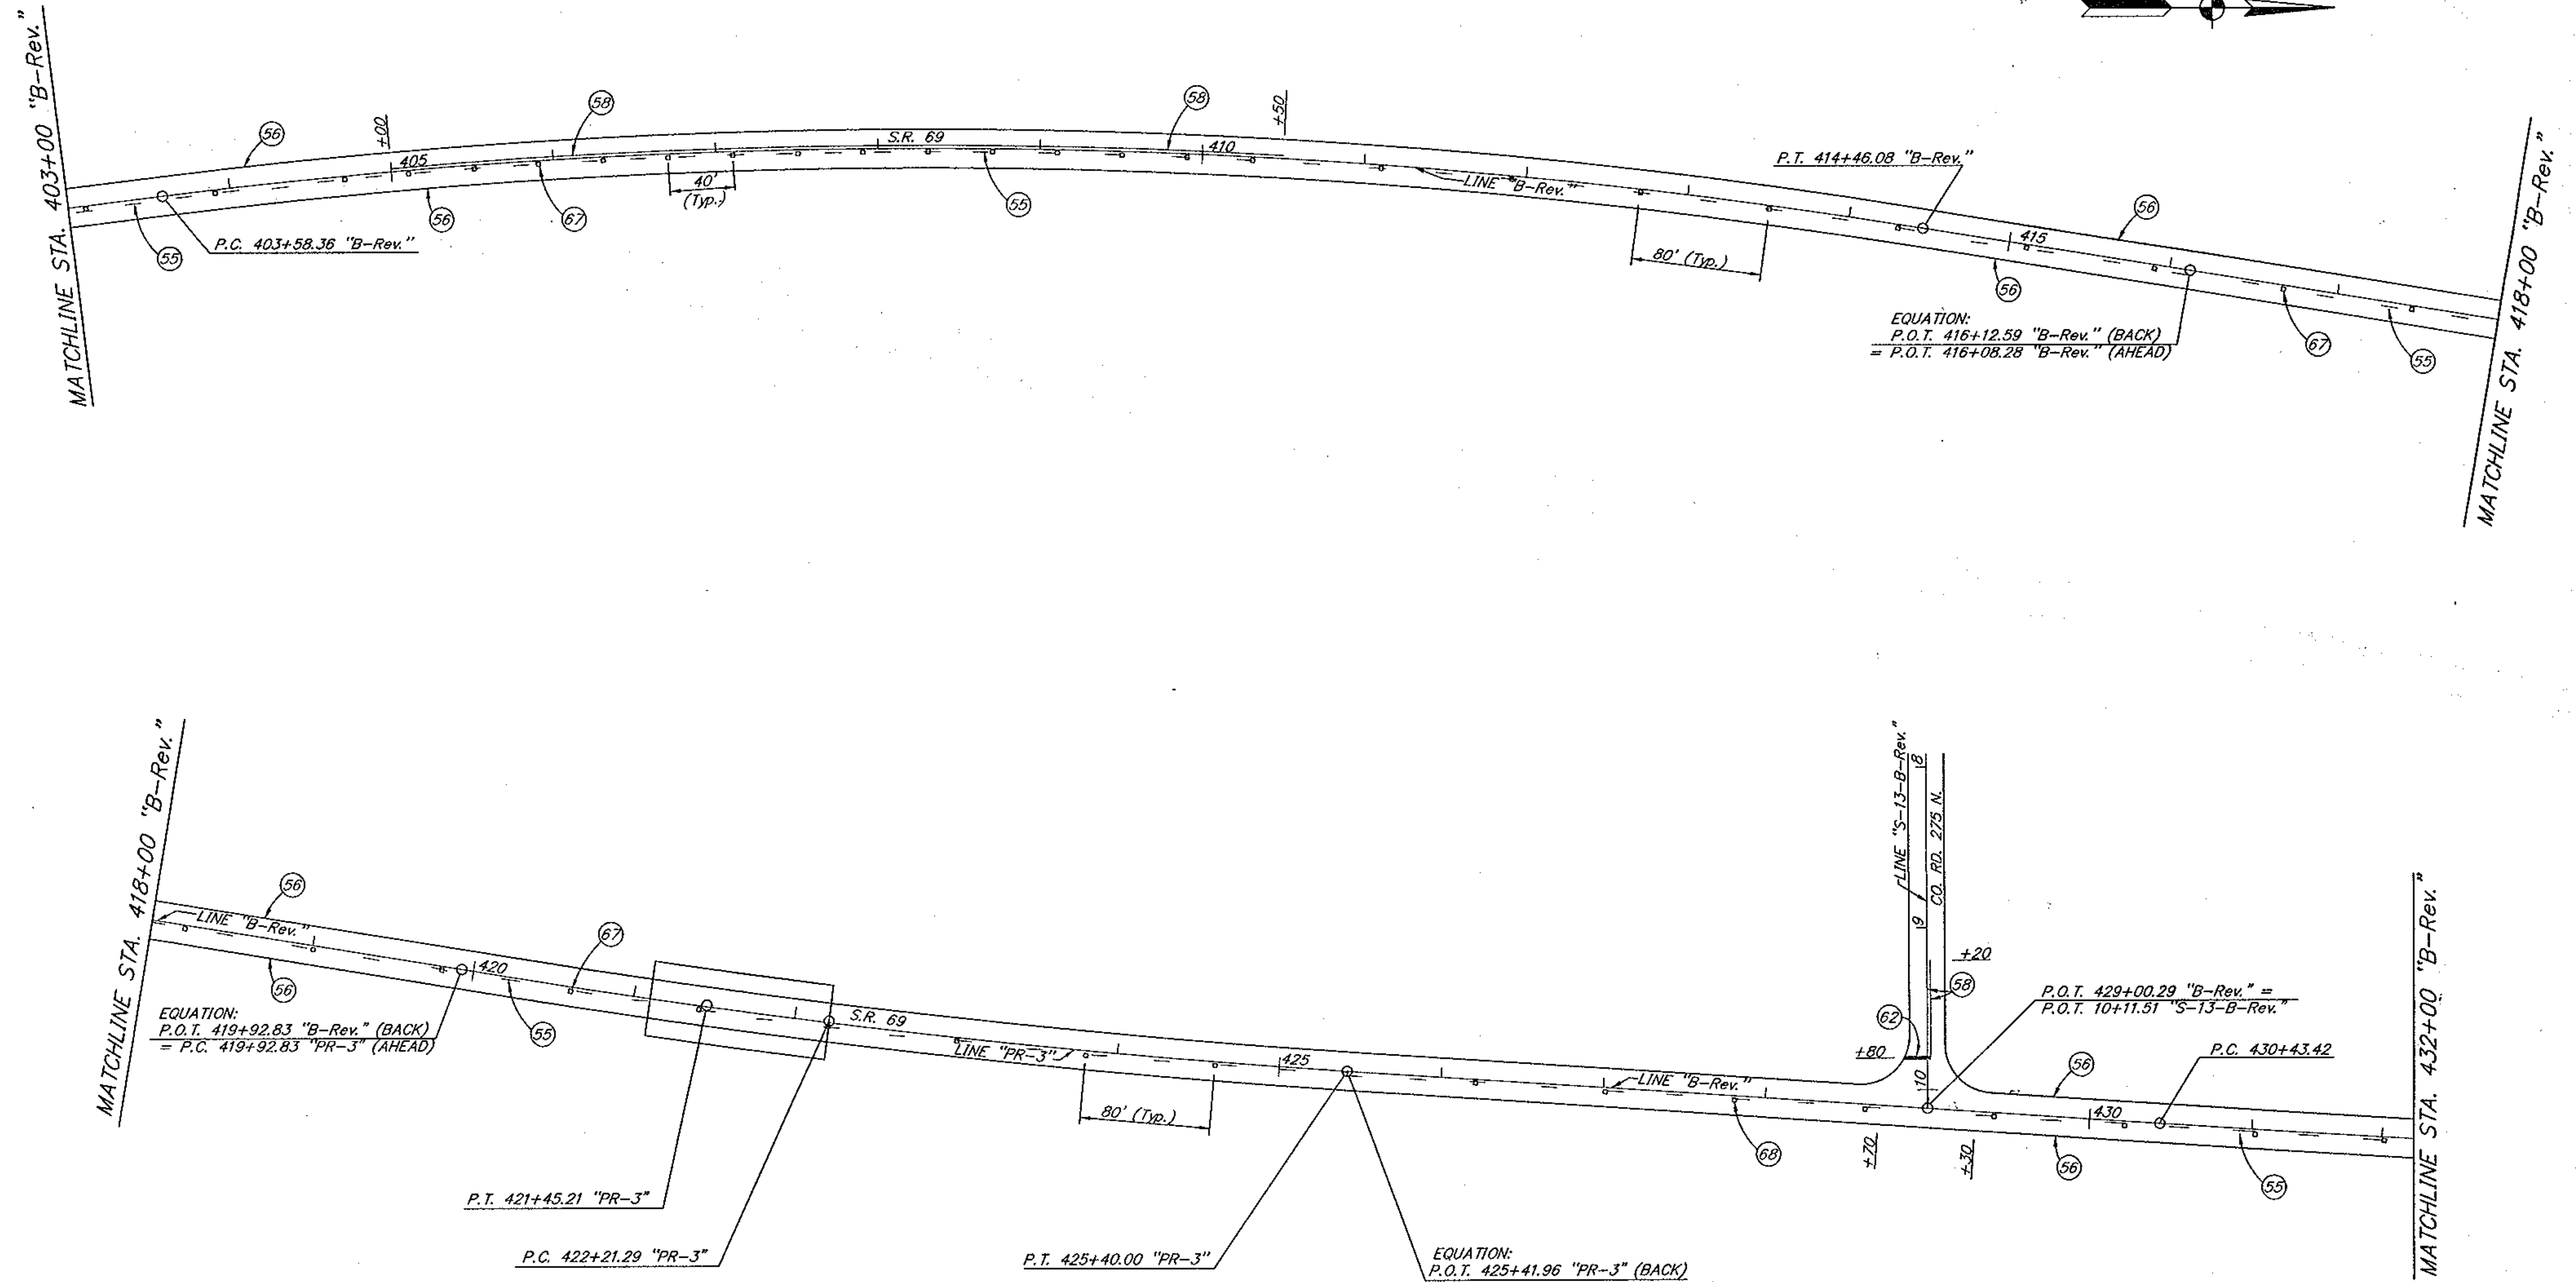 MATCHLINE STA. 403+00 "B-Rev."
56
+00
58
58
+50
405
S.R. 69
410
40'
(Typ.)
56
67
55
55
P.C. 403+58.36 "B-Rev."
LINE "B-Rev."
80' (Typ.)
P.T. 414+46.08 "B-Rev."
415
56
56
EQUATION:
P.O.T. 416+12.59 "B-Rev." (BACK)
= P.O.T. 416+08.28 "B-Rev." (AHEAD)
67
55
MATCHLINE STA. 418+00 "B-Rev."
MATCHLINE STA. 418+00 "B-Rev."
56
LINE "B-Rev."
56
420
67
55
EQUATION:
P.O.T. 419+92.83 "B-Rev." (BACK)
= P.C. 419+92.83 "PR-3" (AHEAD)
S.R. 69
LINE "PR-3"
80' (Typ.)
425
P.T. 421+45.21 "PR-3"
P.C. 422+21.29 "PR-3"
P.T. 425+40.00 "PR-3"
EQUATION:
P.O.T. 425+41.96 "PR-3" (BACK)
LINE "B-Rev."
68
LINE "S-13-B-Rev."
8
CO. RD. 275 N.
9
+20
58
62
+80
10
P.O.T. 429+00.29 "B-Rev." =
P.O.T. 10+11.51 "S-13-B-Rev."
+70
+30
430
56
56
P.C. 430+43.42
55
MATCHLINE STA. 432+00 "B-Rev."